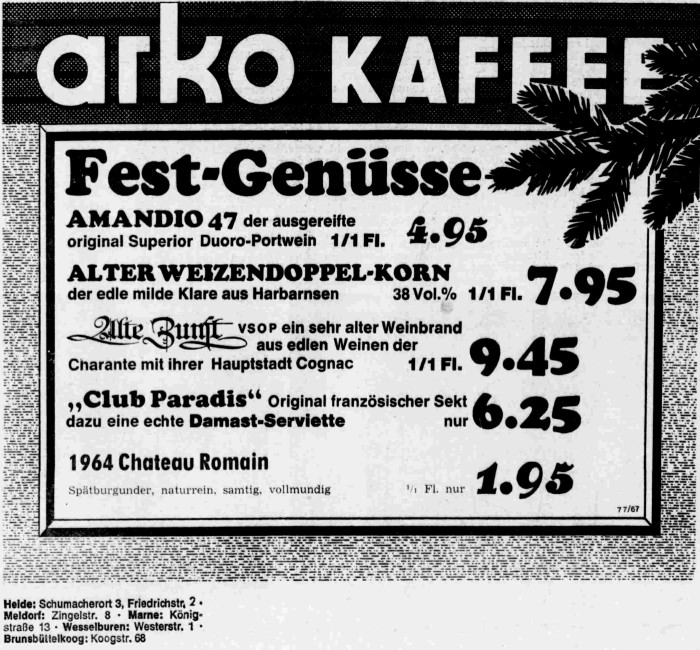 arko KAFFEE
Fest-Genüsse
AMANDIO 47 der ausgereifte
original Superior Duoro-Portwein 1/1 Fl. 4.95
ALTER WEIZENDOPPEL-KORN
der edle milde Klare aus Harbarnsen 38 Vol.% 1/1 Fl. 7.95
Alte Zunft VSOP ein sehr alter Weinbrand
aus edlen Weinen der
Charante mit ihrer Hauptstadt Cognac 1/1 Fl. 9.45
„Club Paradis“ Original französischer Sekt
dazu eine echte Damast-Serviette nur 6.25
1964 Chateau Romain
Spätburgunder, naturrein, samtig, vollmundig 1/1 Fl. nur 1.95
77/67
Heide: Schumacherort 3, Friedrichstr. 2 •
Meldorf: Zingelstr. 8 • Marne: König-
straße 13 • Wesselburen: Westerstr. 1 •
Brunsbüttelkoog: Koogstr. 68